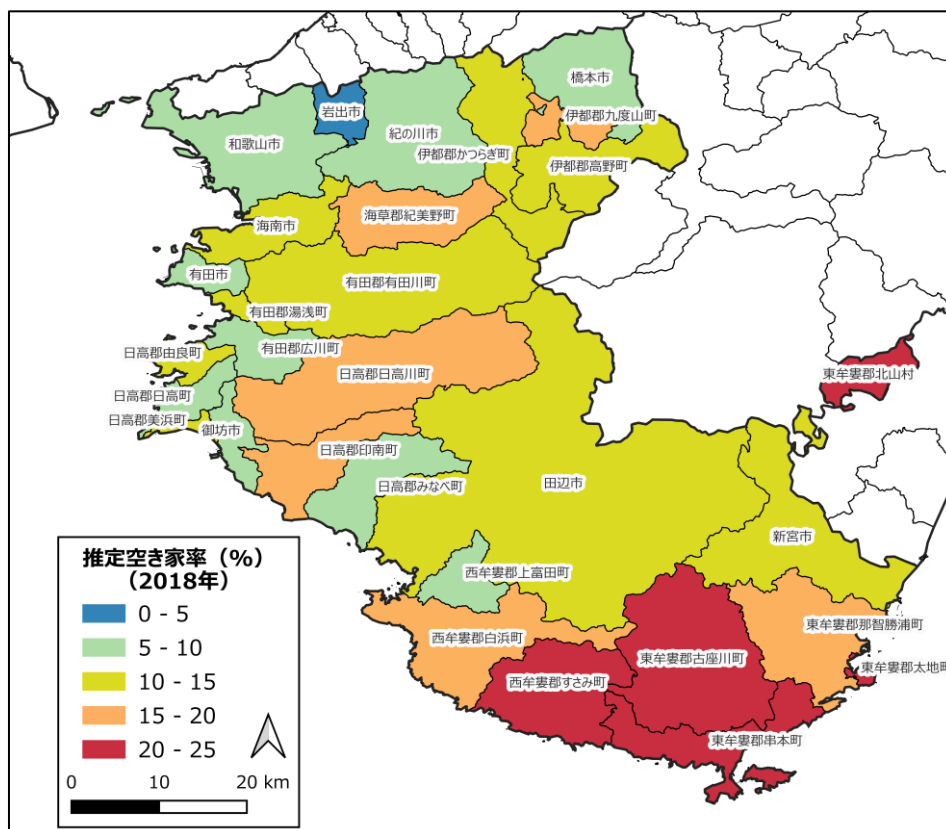 橋本市
岩出市
伊都郡九度山町
和歌山市
紀の川市
伊都郡かつらぎ町
伊都郡高野町
海草郡紀美野町
海南市
有田市
有田郡有田川町
有田郡湯浅町
日高郡由良町
有田郡広川町
日高郡日高川町
東牟婁郡北山村
日高郡日高町
日高郡美浜町
御坊市
日高郡印南町
日高郡みなべ町
田辺市
新宮市
西牟婁郡上富田町
東牟婁郡那智勝浦町
西牟婁郡白浜町
東牟婁郡古座川町
東牟婁郡太地町
西牟婁郡すさみ町
東牟婁郡串本町
推定空き家率（%）
（2018年）
0 - 5
5 - 10
10 - 15
15 - 20
20 - 25
0 10 20 km